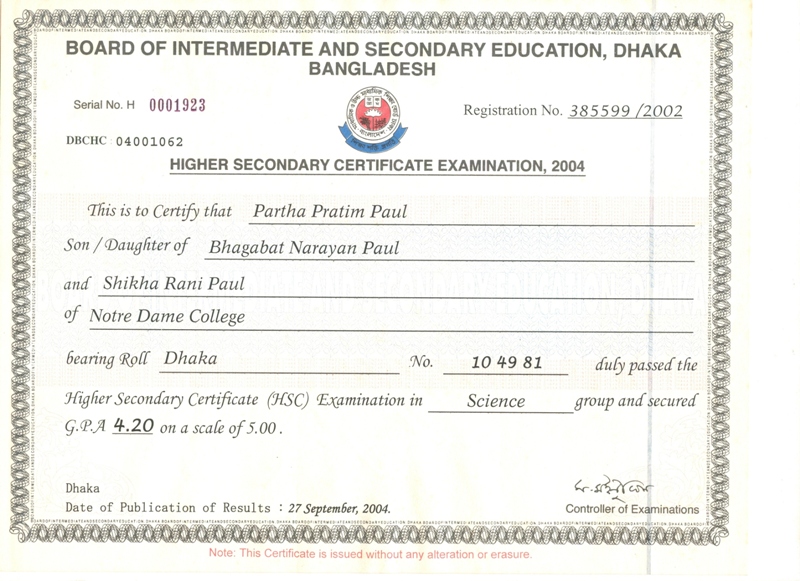 BOARD OF INTERMEDIATE AND SECONDARY EDUCATION, DHAKA
BANGLADESH
Serial No. H 0001923
Registration No. 385599 /2002
DBCHC : 04001062
HIGHER SECONDARY CERTIFICATE EXAMINATION, 2004
This is to Certify that Partha Pratim Paul
Son / Daughter of Bhagabat Narayan Paul
and Shikha Rani Paul
of Notre Dame College
bearing Roll Dhaka No. 10 49 81 duly passed the
Higher Secondary Certificate (HSC) Examination in Science group and secured
G.P.A 4.20 on a scale of 5.00 .
Dhaka
Date of Publication of Results : 27 September, 2004.
Controller of Examinations
Note: This Certificate is issued without any alteration or erasure.